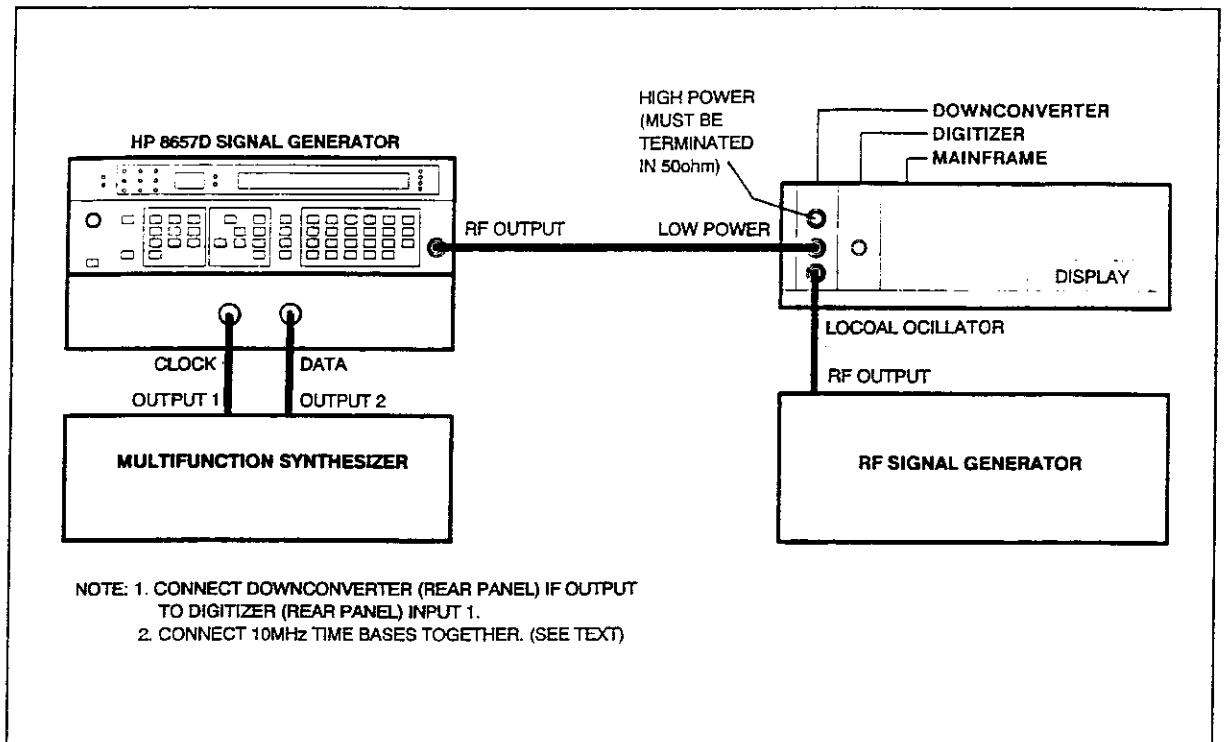 HP 8657D SIGNAL GENERATOR
HIGH POWER
(MUST BE
TERMINATED
IN 50ohm)
DOWNCONVERTER
DIGITIZER
MAINFRAME
RF OUTPUT
LOW POWER
DISPLAY
CLOCK
DATA
OUTPUT 1
OUTPUT 2
LOCOAL OCILLATOR
RF OUTPUT
MULTIFUNCTION SYNTHESIZER
RF SIGNAL GENERATOR
NOTE: 1. CONNECT DOWNCONVERTER (REAR PANEL) IF OUTPUT
TO DIGITIZER (REAR PANEL) INPUT 1.
2. CONNECT 10MHz TIME BASES TOGETHER. (SEE TEXT)